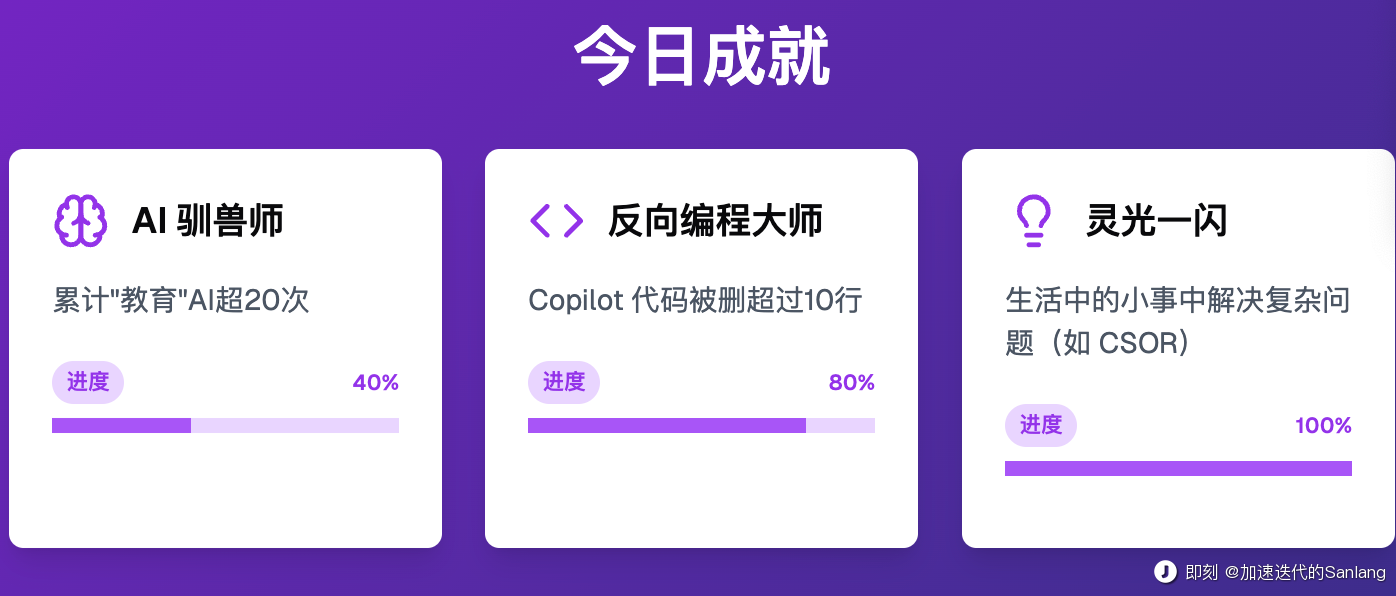 今日成就
AI 驯兽师
累计"教育"AI超20次
进度
40%
反向编程大师
Copilot 代码被删超过10行
进度
80%
灵光一闪
生活中的小事中解决复杂问
题（如 CSOR）
进度
100%
即刻 @加速迭代的Sanlang